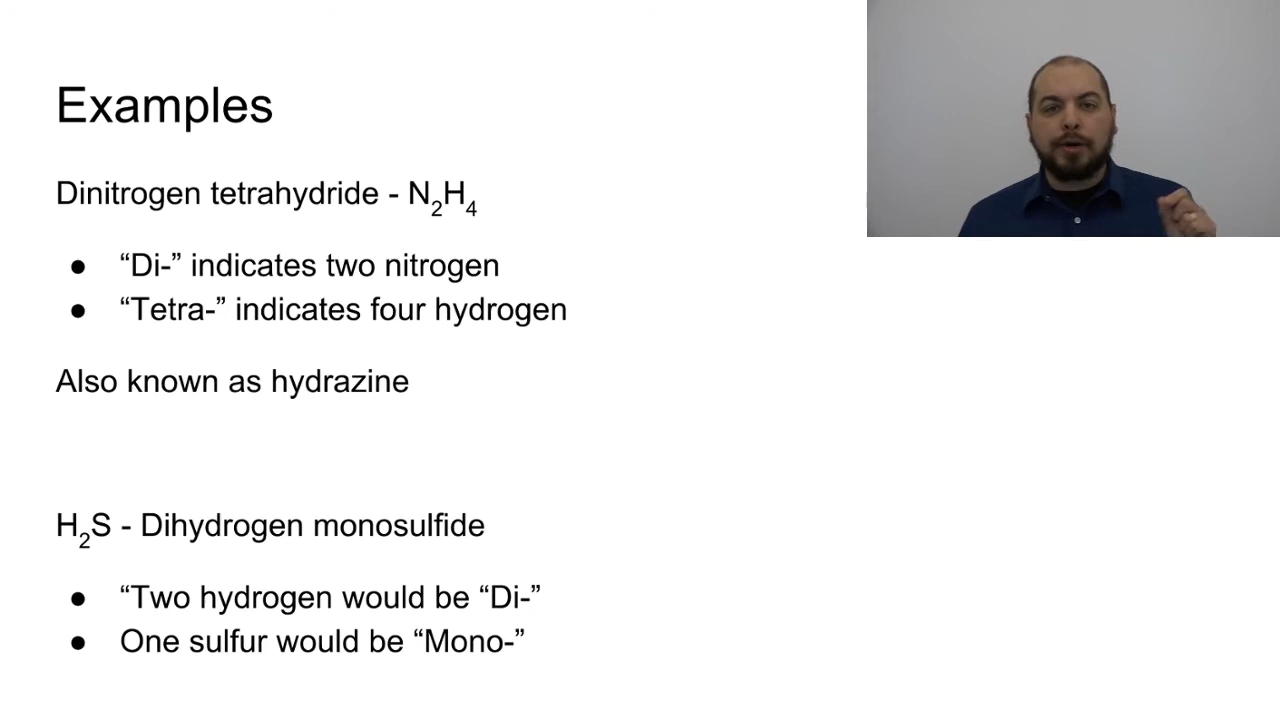 Examples
Dinitrogen tetrahydride - N₂H₄
● “Di-” indicates two nitrogen
● “Tetra-” indicates four hydrogen
Also known as hydrazine
H₂S - Dihydrogen monosulfide
● “Two hydrogen would be “Di-”
● One sulfur would be “Mono-”